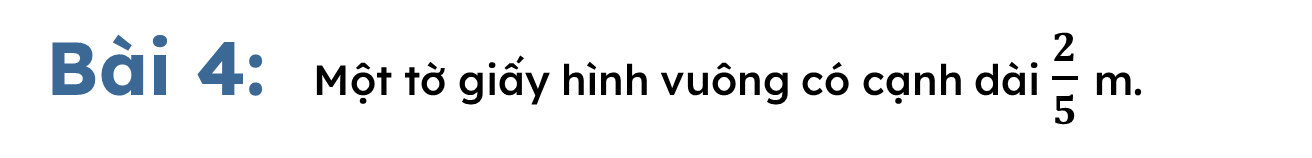 Bài 4: Một tờ giấy hình vuông có cạnh dài 2/5 m.